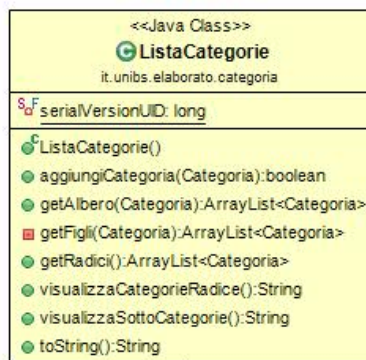 <<Java Class>>
C ListaCategorie
it.unibs.elaborato.categoria
S F serialVersionUID: long
C ListaCategorie()
aggiungiCategoria(Categoria):boolean
getAlbero(Categoria):ArrayList<Categoria>
getFigli(Categoria):ArrayList<Categoria>
getRadici():ArrayList<Categoria>
visualizzaCategorieRadice():String
visualizzaSottoCategorie():String
toString():String